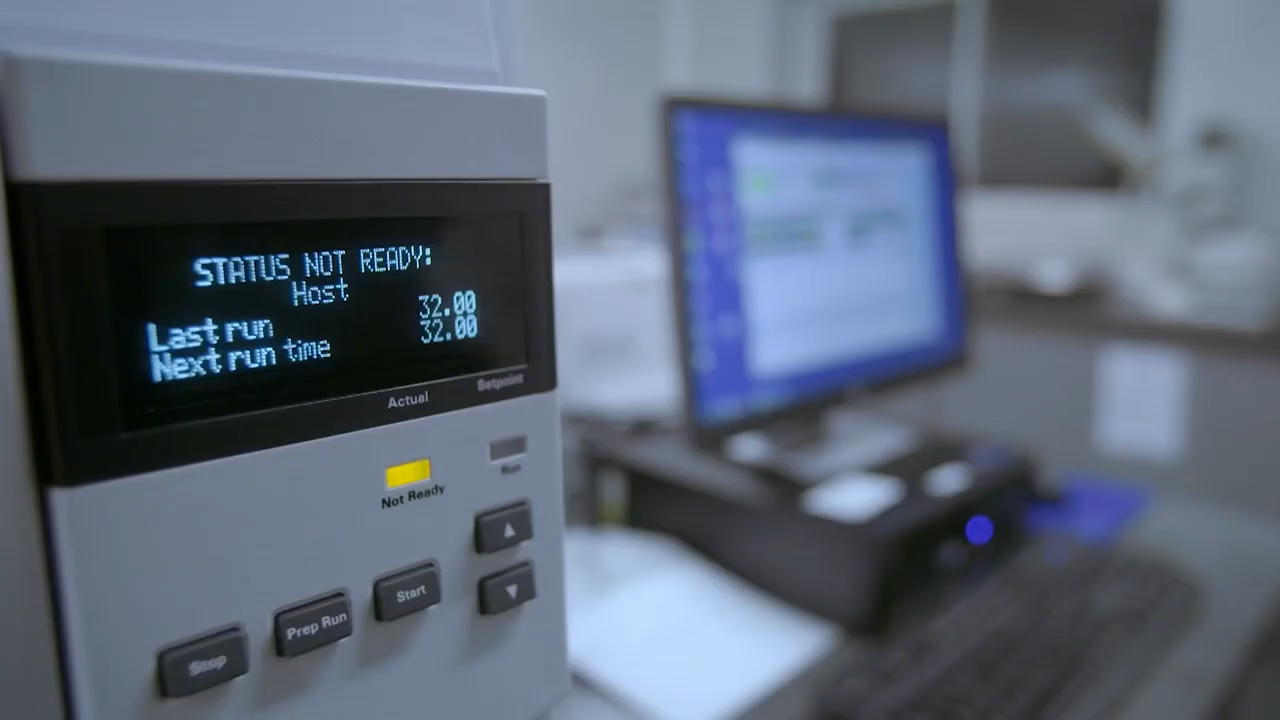 STATUS NOT READY:
Host
Last run 32.00
Next run time 32.00
Actual
Setpoint
Not Ready
Run
Stop
Prep Run
Start